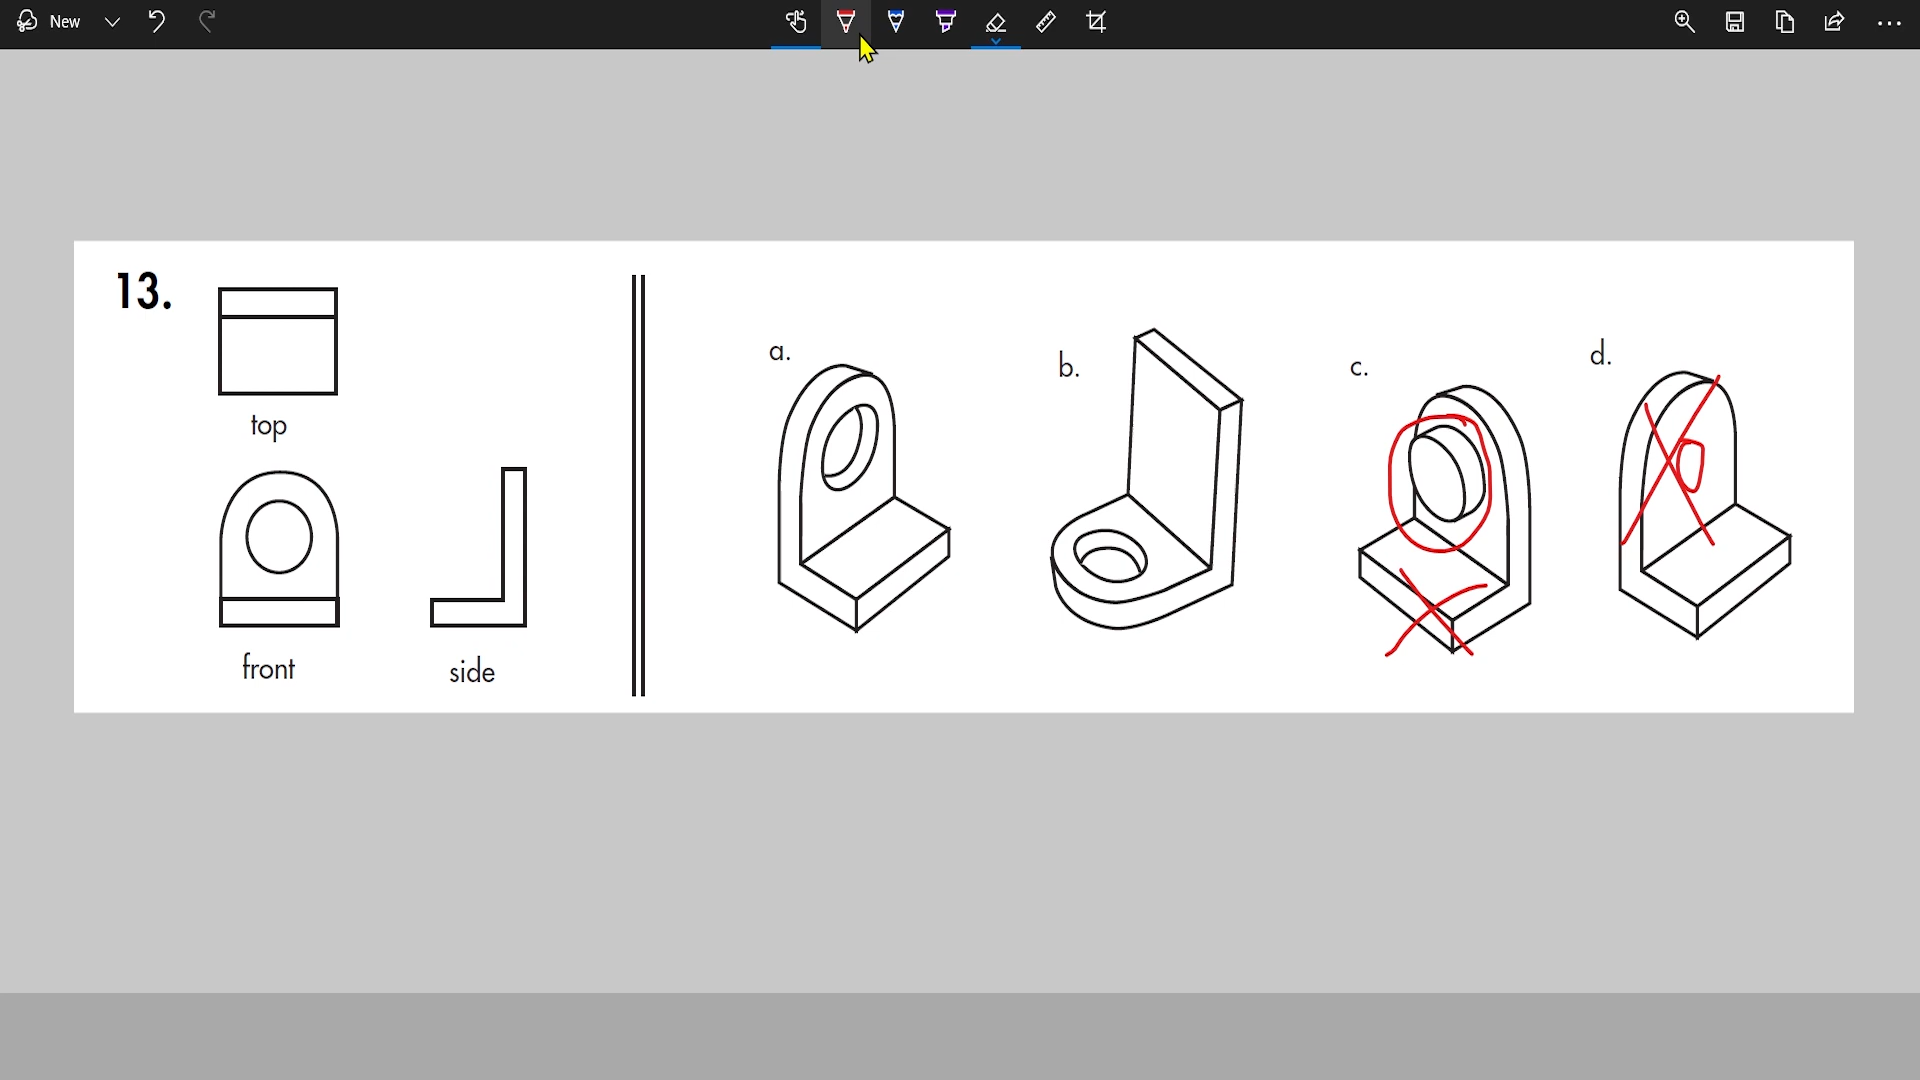 New
13.
top
front
side
a.
b.
c.
d.